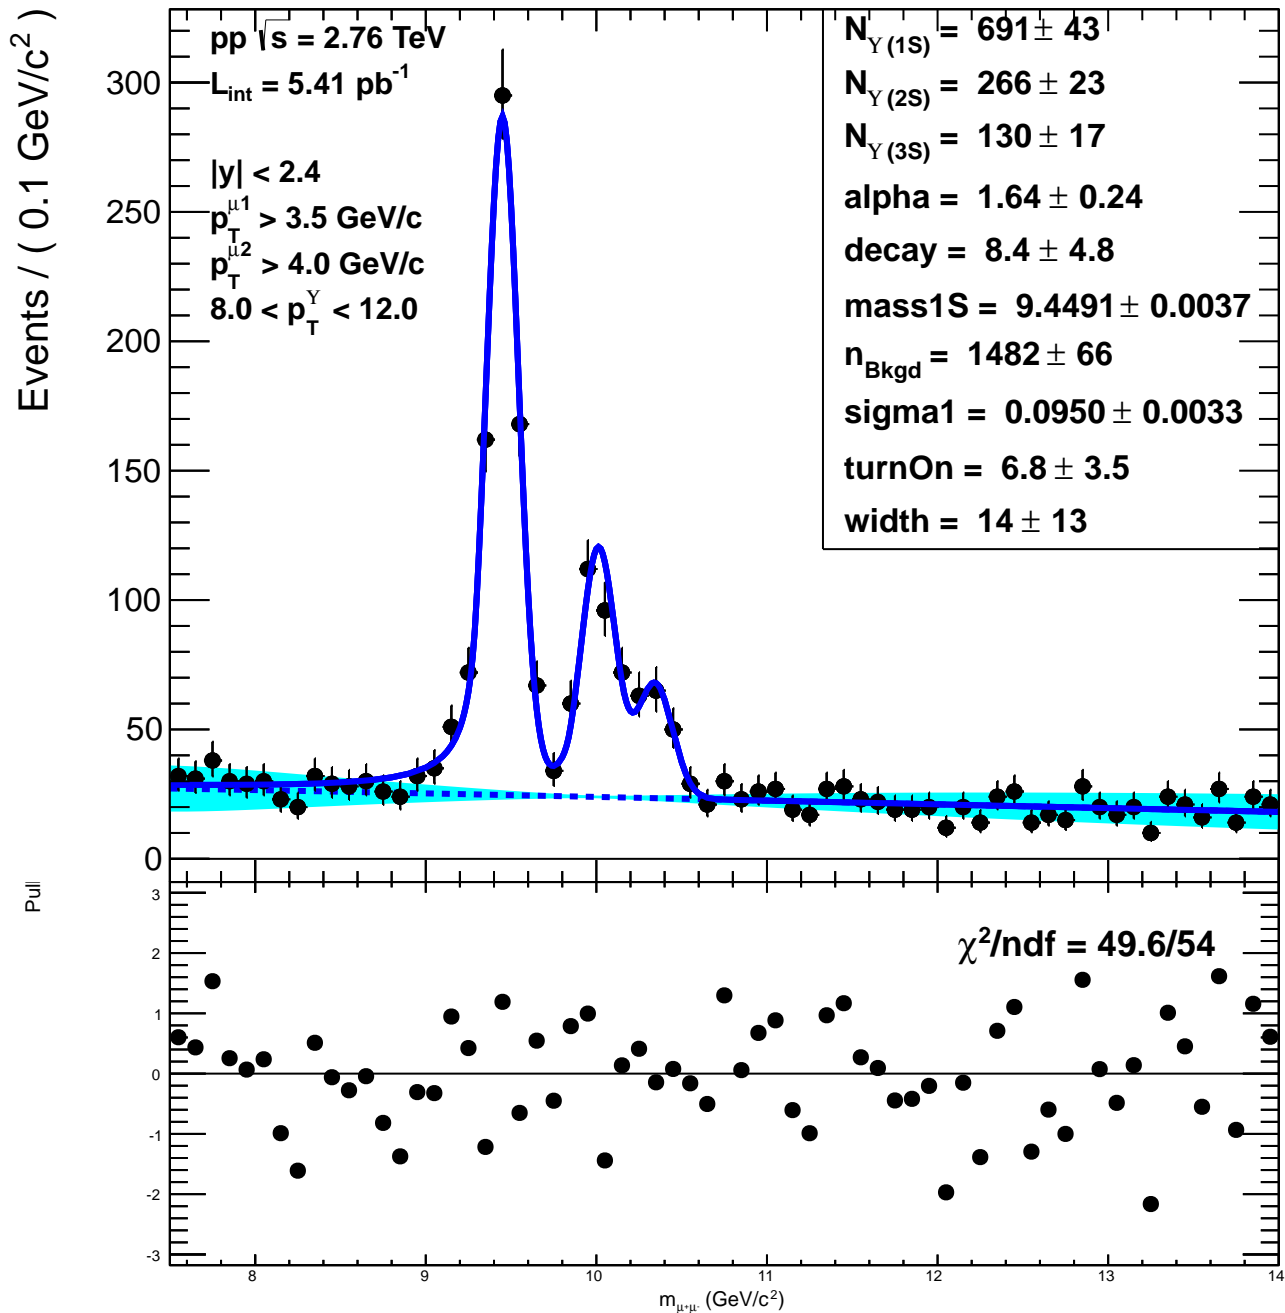 Events / ( 0.1 GeV/c² )
300
250
200
150
100
50
0
pp √s = 2.76 TeV
L_int = 5.41 pb⁻¹
|y| < 2.4
p_T^μ1 > 3.5 GeV/c
p_T^μ2 > 4.0 GeV/c
8.0 < p_T^Υ < 12.0
N_Υ(1S) = 691 ± 43
N_Υ(2S) = 266 ± 23
N_Υ(3S) = 130 ± 17
alpha = 1.64 ± 0.24
decay = 8.4 ± 4.8
mass1S = 9.4491 ± 0.0037
n_Bkgd = 1482 ± 66
sigma1 = 0.0950 ± 0.0033
turnOn = 6.8 ± 3.5
width = 14 ± 13
Pull
3
2
1
0
-1
-2
-3
χ²/ndf = 49.6/54
8 9 10 11 12 13 14
m_μ⁺μ⁻ (GeV/c²)